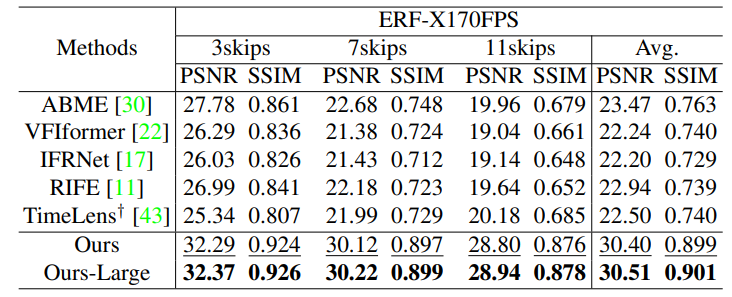 ERF-X170FPS
Methods 3skips 7skips 11skips Avg.
PSNR SSIM PSNR SSIM PSNR SSIM PSNR SSIM
ABME [30] 27.78 0.861 22.68 0.748 19.96 0.679 23.47 0.763
VFIformer [22] 26.29 0.836 21.38 0.724 19.04 0.661 22.24 0.740
IFRNet [17] 26.03 0.826 21.43 0.712 19.14 0.648 22.20 0.729
RIFE [11] 26.99 0.841 22.18 0.723 19.64 0.652 22.94 0.739
TimeLens† [43] 25.34 0.807 21.99 0.729 20.18 0.685 22.50 0.740
Ours 32.29 0.924 30.12 0.897 28.80 0.876 30.40 0.899
Ours-Large 32.37 0.926 30.22 0.899 28.94 0.878 30.51 0.901